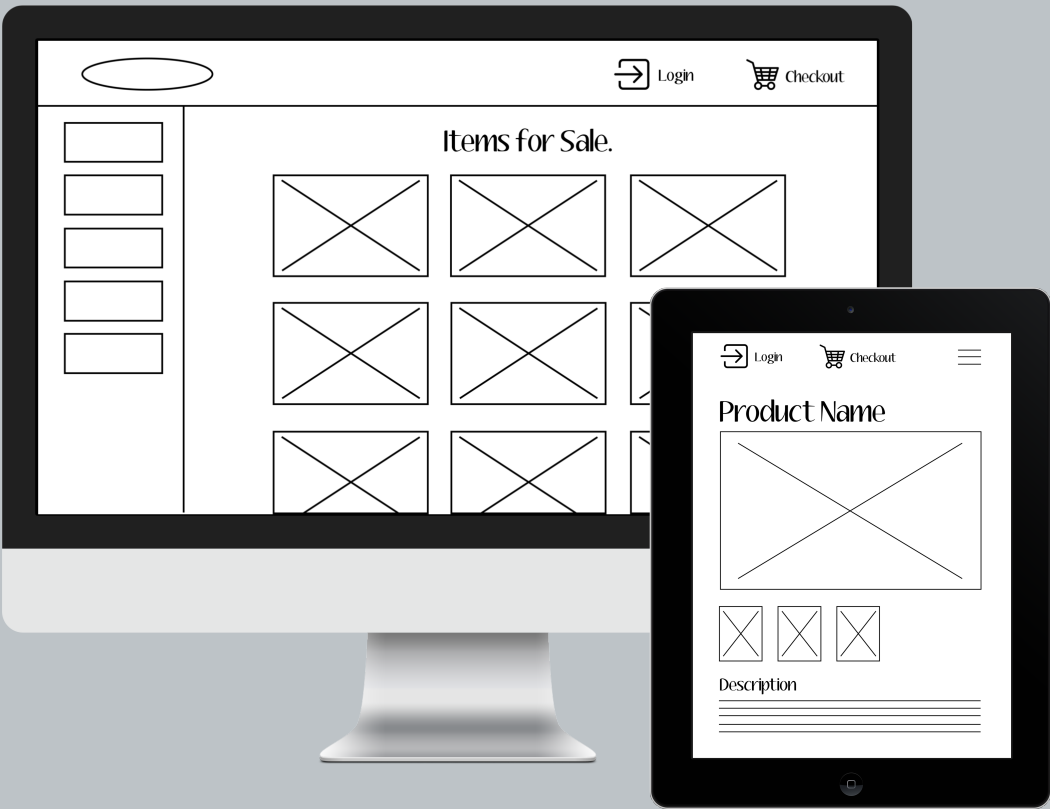 Login
Checkout
Items for Sale.
Login
Checkout
Product Name
Description